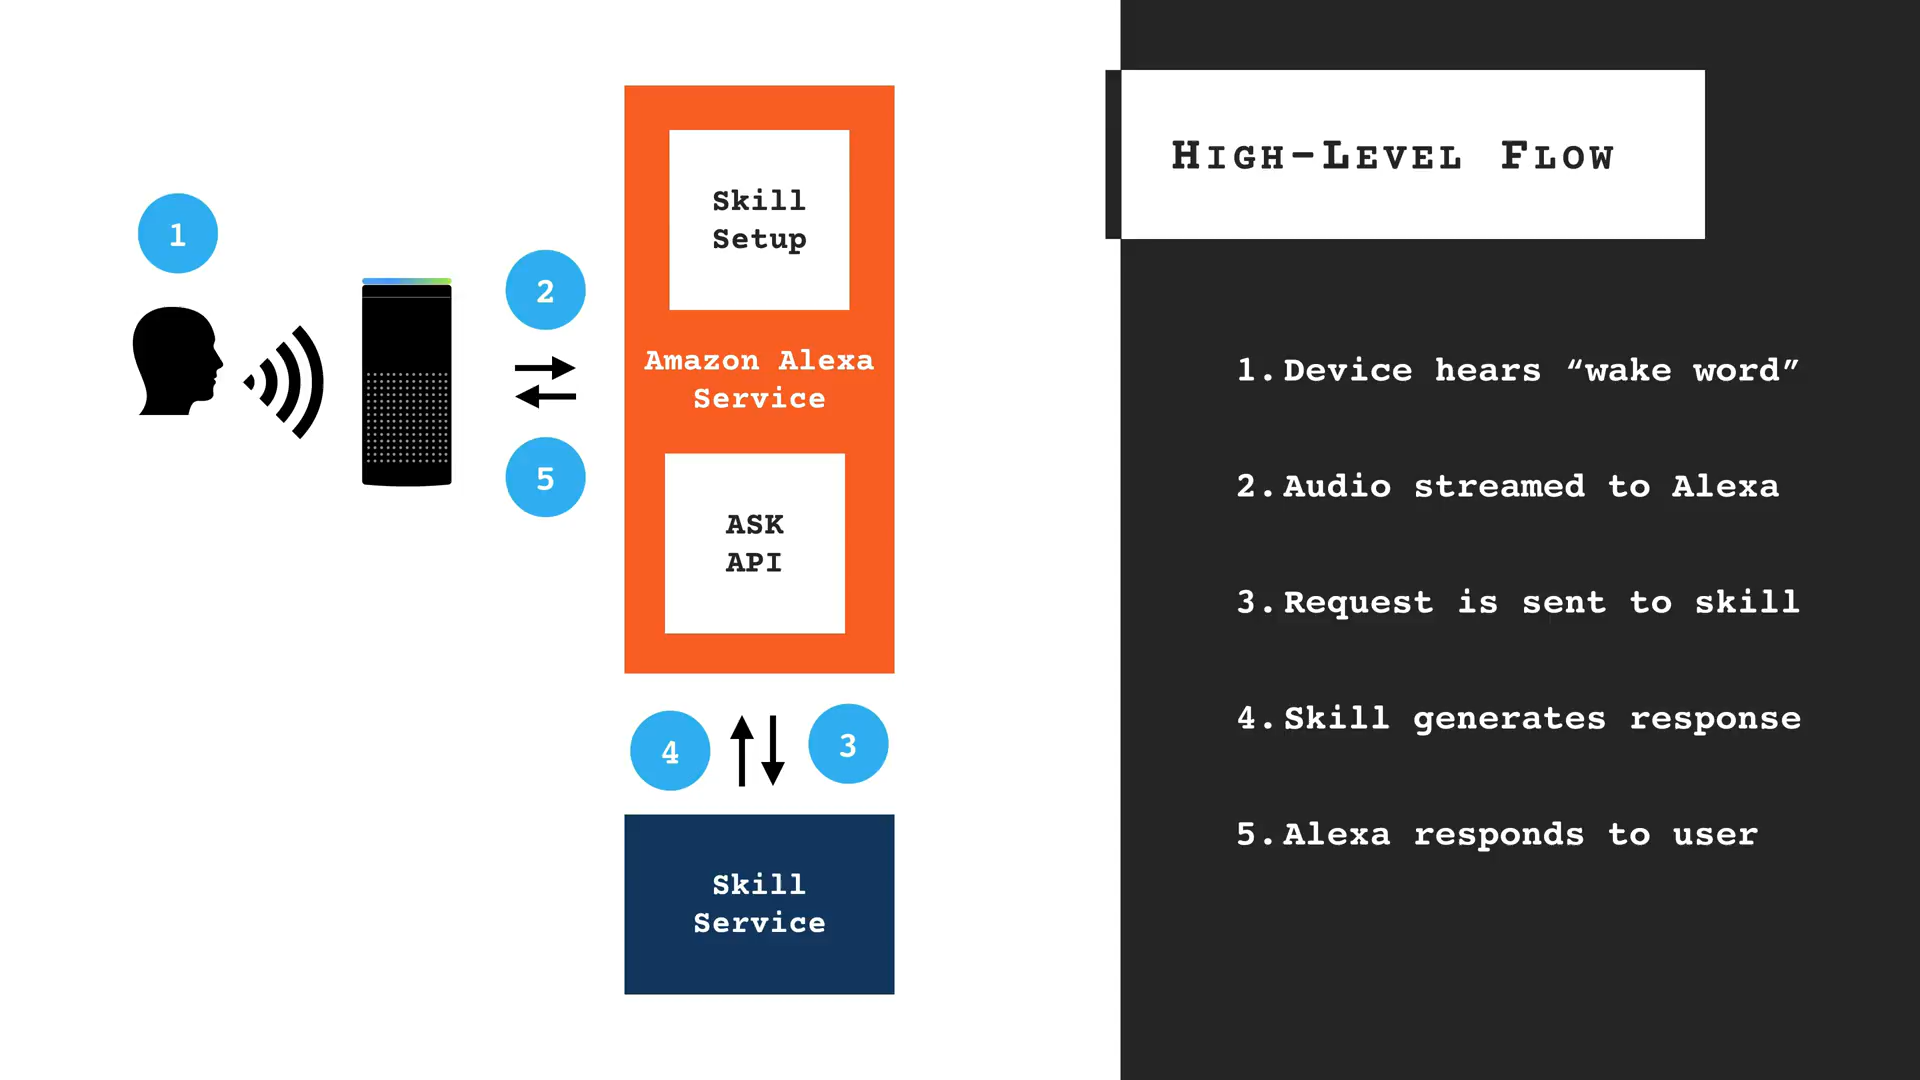 1
2
5
Skill
Setup
Amazon Alexa
Service
ASK
API
4
3
Skill
Service
High-Level Flow
1. Device hears “wake word”
2. Audio streamed to Alexa
3. Request is sent to skill
4. Skill generates response
5. Alexa responds to user